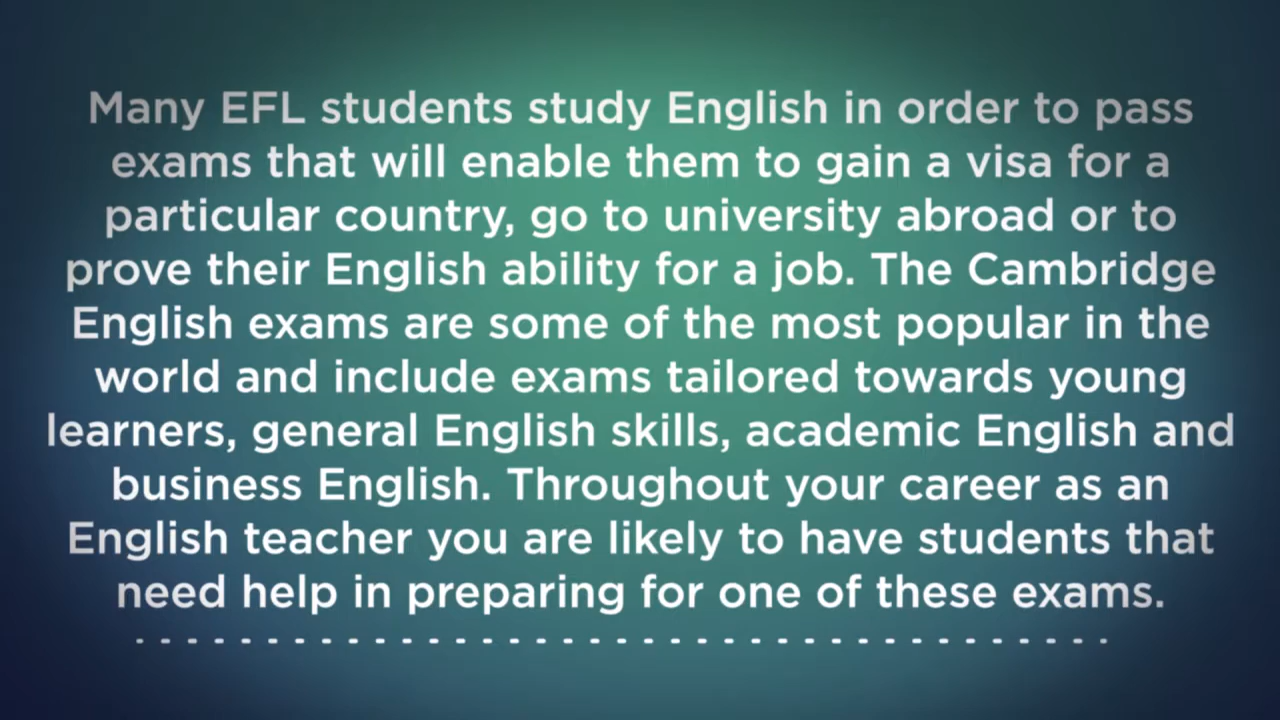 Many EFL students study English in order to pass
exams that will enable them to gain a visa for a
particular country, go to university abroad or to
prove their English ability for a job. The Cambridge
English exams are some of the most popular in the
world and include exams tailored towards young
learners, general English skills, academic English and
business English. Throughout your career as an
English teacher you are likely to have students that
need help in preparing for one of these exams.